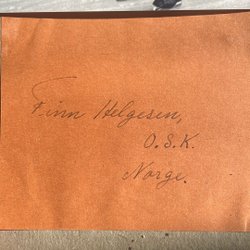 Finn Helgesen,
O.S.K.
Norge.